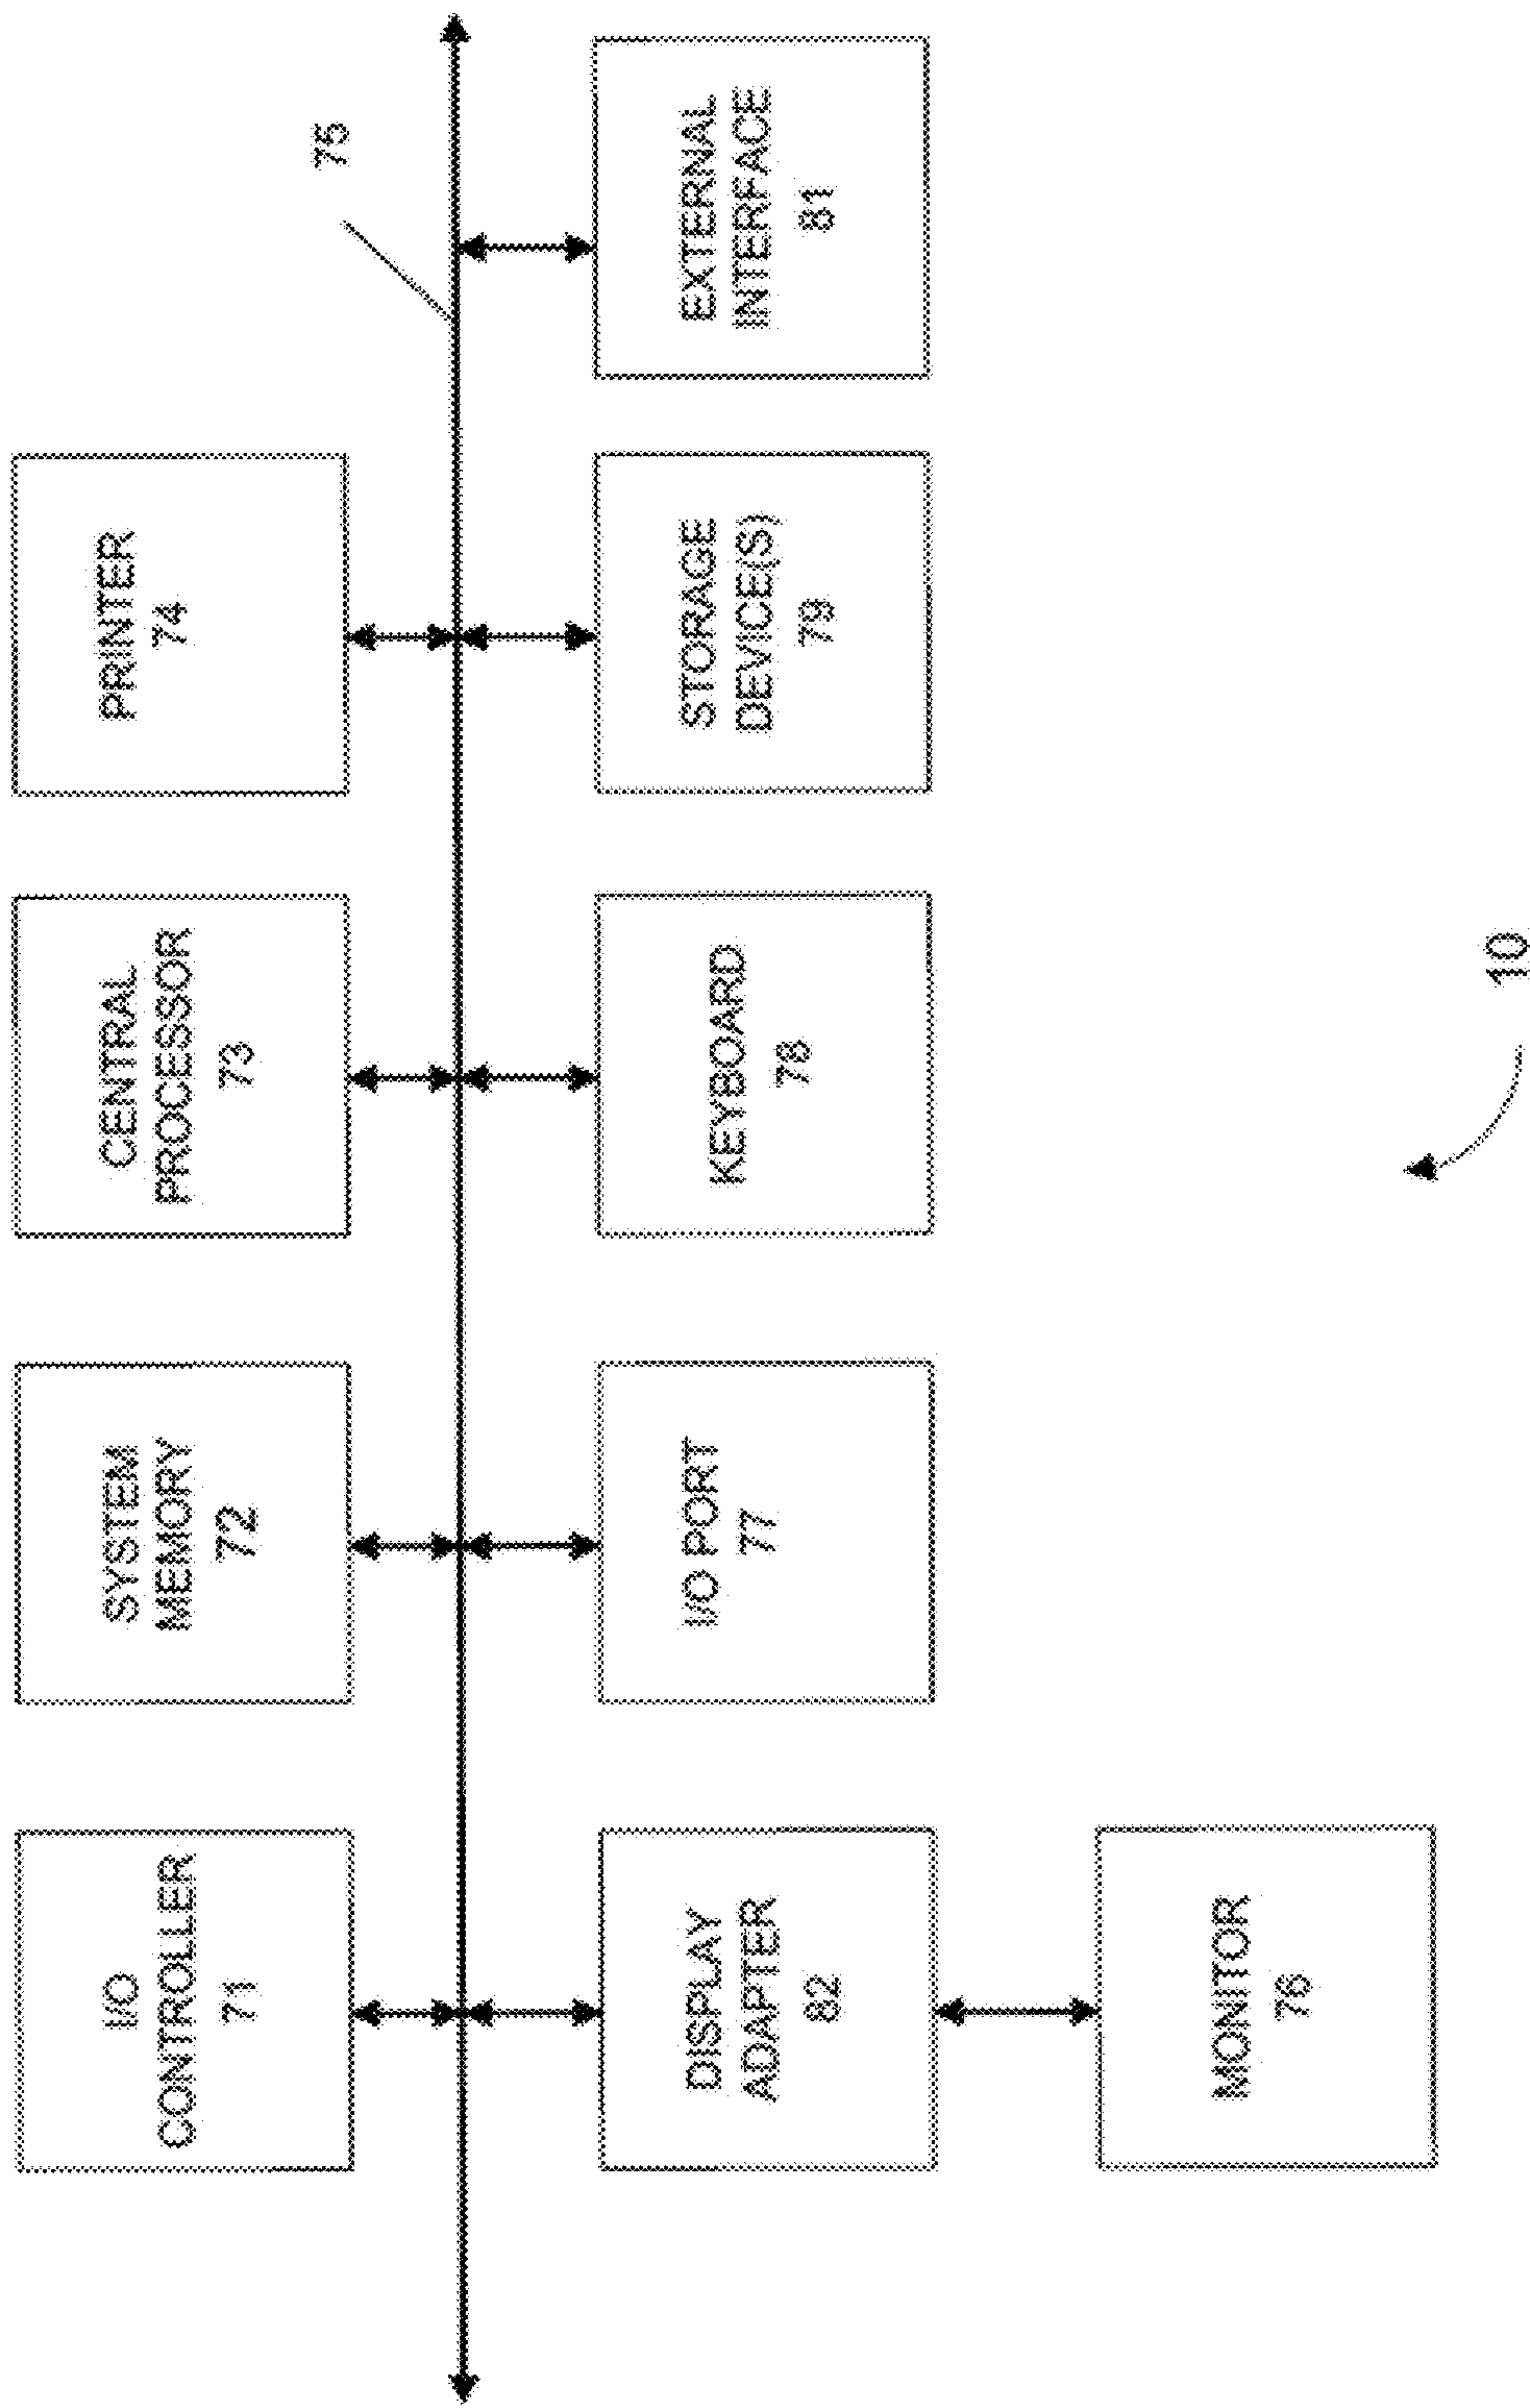 I/O
CONTROLLER
71
SYSTEM
MEMORY
72
CENTRAL
PROCESSOR
73
PRINTER
74
75
DISPLAY
ADAPTER
82
I/O PORT
77
KEYBOARD
78
STORAGE
DEVICE(S)
79
EXTERNAL
INTERFACE
81
MONITOR
76
10